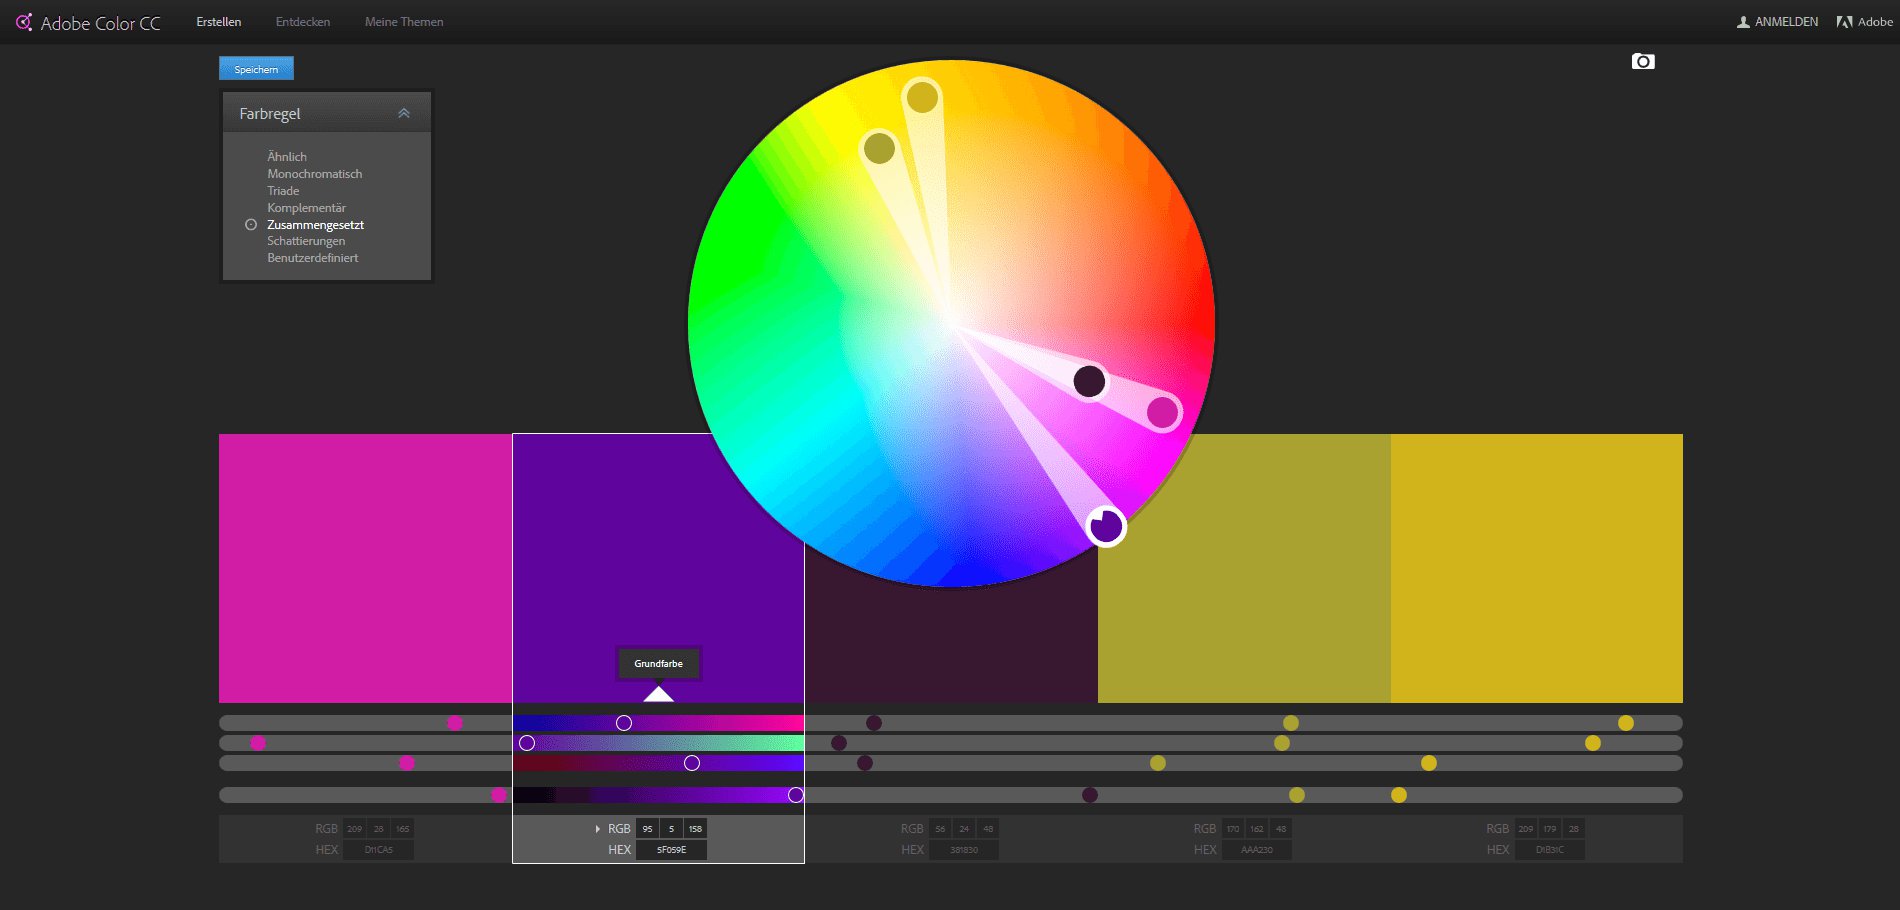 Adobe Color CC Erstellen Entdecken Meine Themen ANMELDEN Adobe
Speichern
Farbregel
Ähnlich
Monochromatisch
Triade
Komplementär
Zusammengesetzt
Schattierungen
Benutzerdefiniert
Grundfarbe
RGB 209 28 165 RGB 95 5 158 RGB 56 24 48 RGB 170 162 48 RGB 209 179 28
HEX D11CA5 HEX 5F059E HEX 381830 HEX AAA230 HEX D1B31C